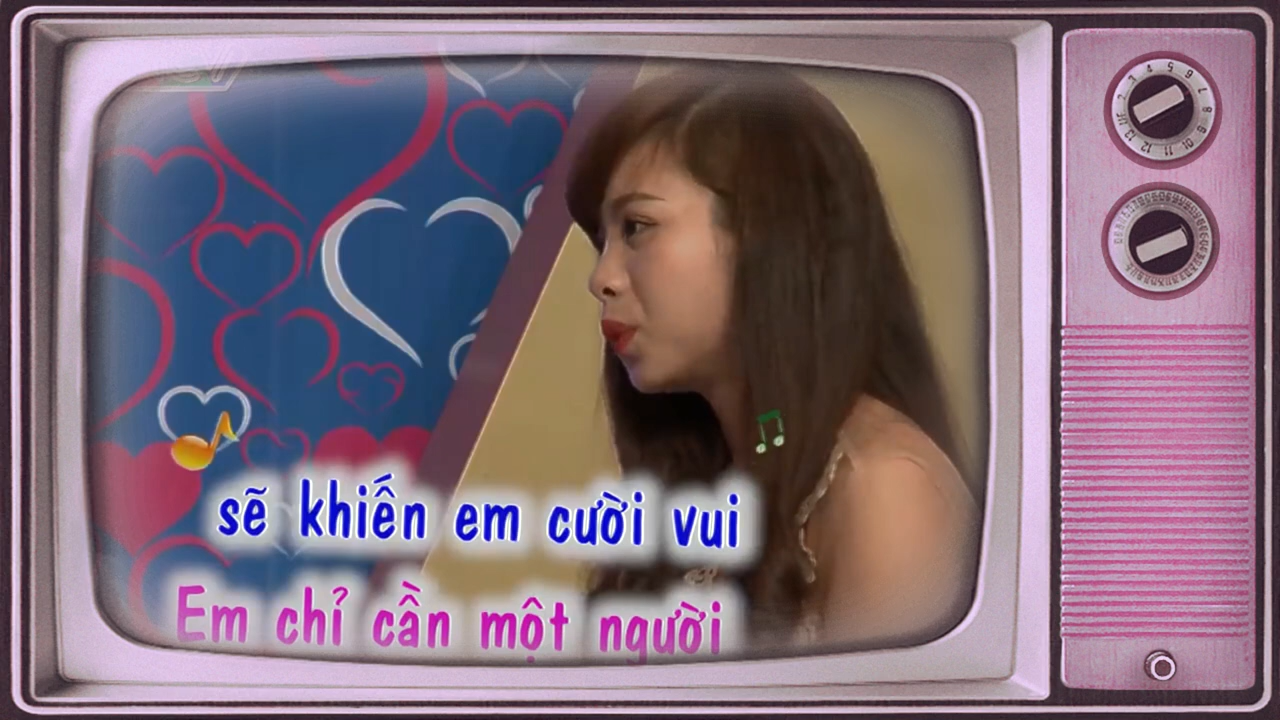 sẽ khiến em cười vui
Em chỉ cần một người